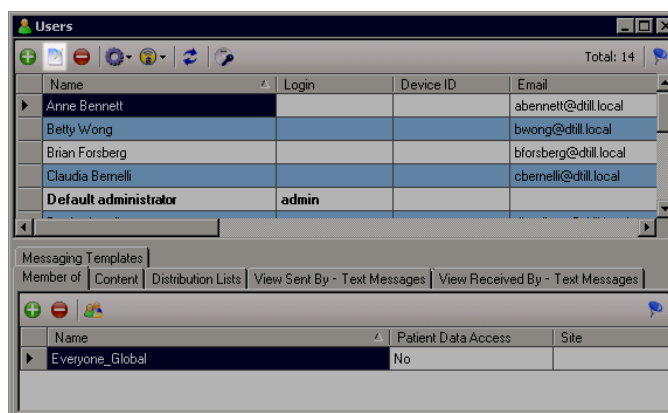 Users
Total: 14
Name Login Device ID Email
Anne Bennett abennett@dtill.local
Betty Wong bwong@dtill.local
Brian Forsberg bforsberg@dtill.local
Claudia Bernelli cbernelli@dtill.local
Default administrator admin
Messaging Templates
Member of Content Distribution Lists View Sent By - Text Messages View Received By - Text Messages
Name Patient Data Access Site
Everyone_Global No